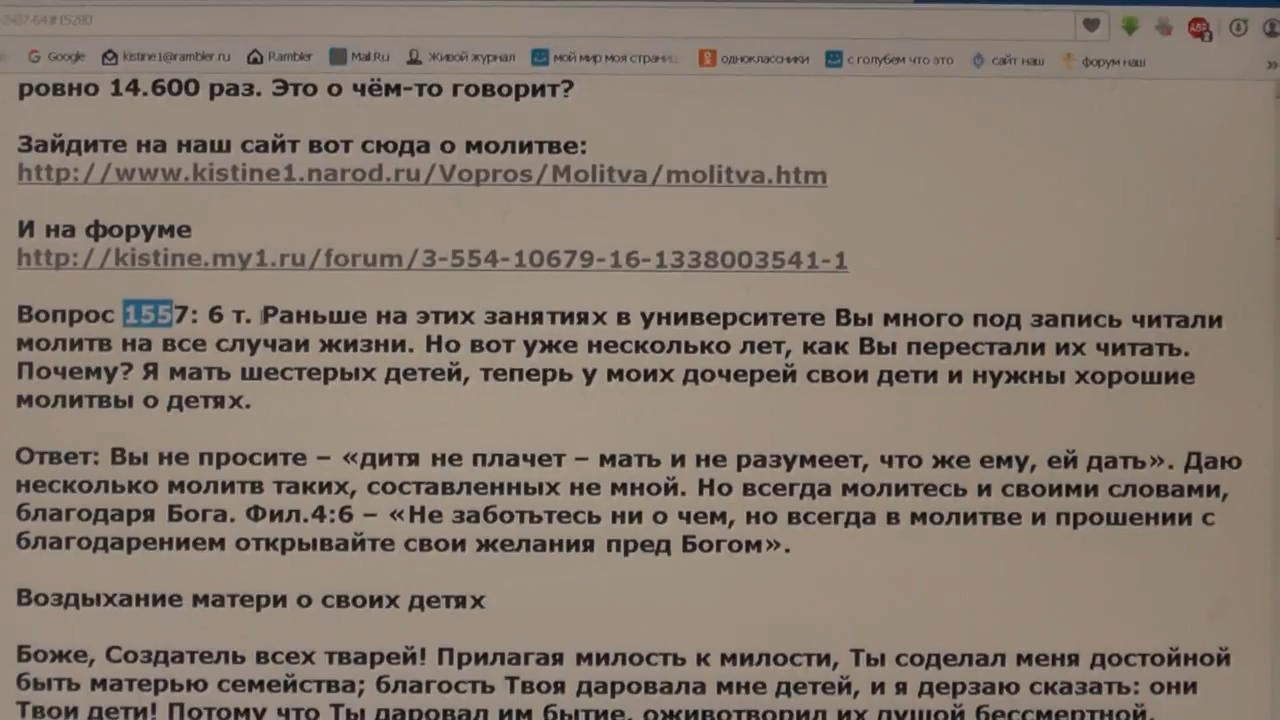 2407-64#15280
Google kistine1@rambler.ru Rambler Mail.Ru Живой журнал мой мир моя страни одноклассники с голубем что это сайт наш форум наш »
ровно 14.600 раз. Это о чём-то говорит?
Зайдите на наш сайт вот сюда о молитве:
http://www.kistine1.narod.ru/Vopros/Molitva/molitva.htm
И на форуме
http://kistine.my1.ru/forum/3-554-10679-16-1338003541-1
Вопрос 1557: 6 т. Раньше на этих занятиях в университете Вы много под запись читали
молитв на все случаи жизни. Но вот уже несколько лет, как Вы перестали их читать.
Почему? Я мать шестерых детей, теперь у моих дочерей свои дети и нужны хорошие
молитвы о детях.
Ответ: Вы не просите – «дитя не плачет – мать и не разумеет, что же ему, ей дать». Даю
несколько молитв таких, составленных не мной. Но всегда молитесь и своими словами,
благодаря Бога. Фил.4:6 – «Не заботьтесь ни о чем, но всегда в молитве и прошении с
благодарением открывайте свои желания пред Богом».
Воздыхание матери о своих детях
Боже, Создатель всех тварей! Прилагая милость к милости, Ты соделал меня достойной
быть матерью семейства; благость Твоя даровала мне детей, и я дерзаю сказать: они
Твои дети! Потому что Ты даровал им бытие, оживотворил их душой бессмертной,